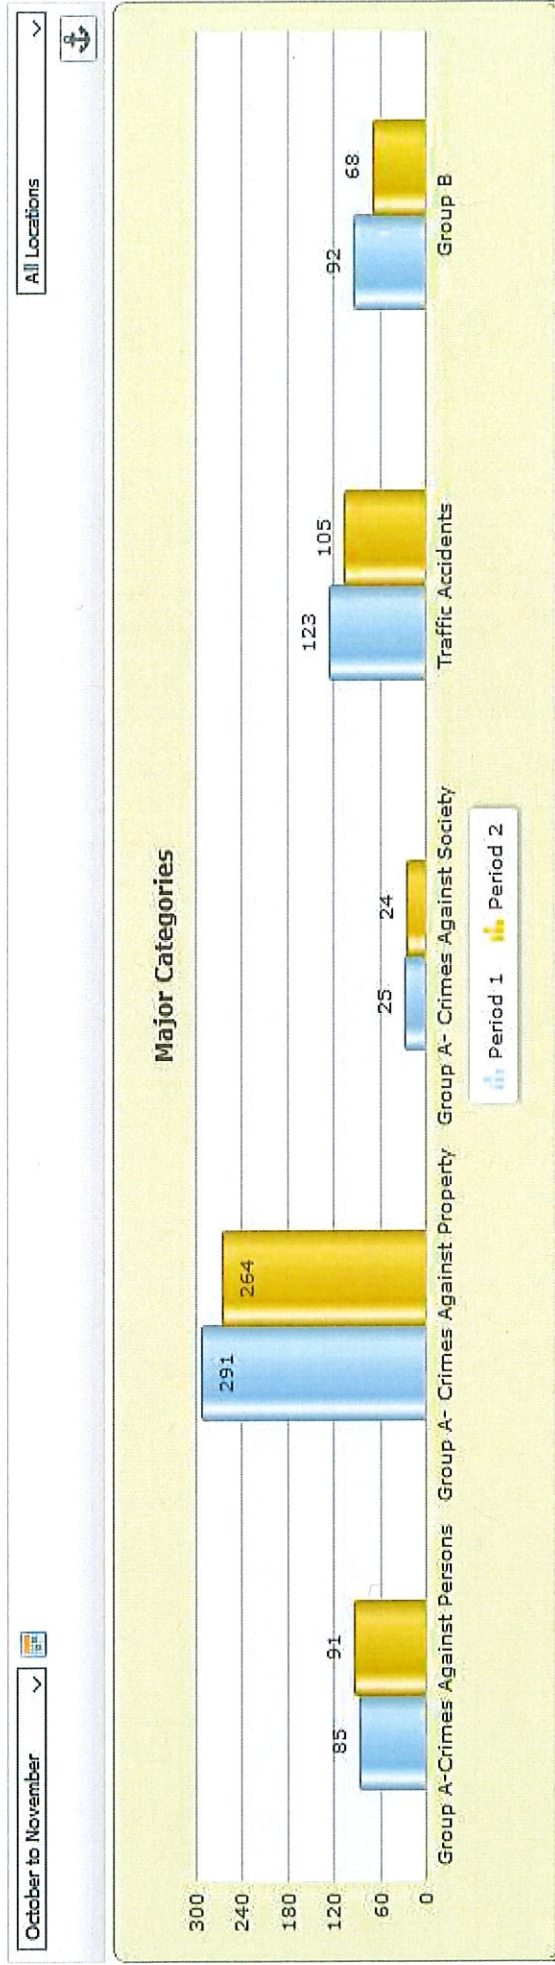 October to November
All Locations
Major Categories
300
240
180
120
60
0
85
91
291
264
25
24
123
105
92
68
Group A-Crimes Against Persons
Group A- Crimes Against Property
Group A- Crimes Against Society
Traffic Accidents
Group B
Period 1
Period 2